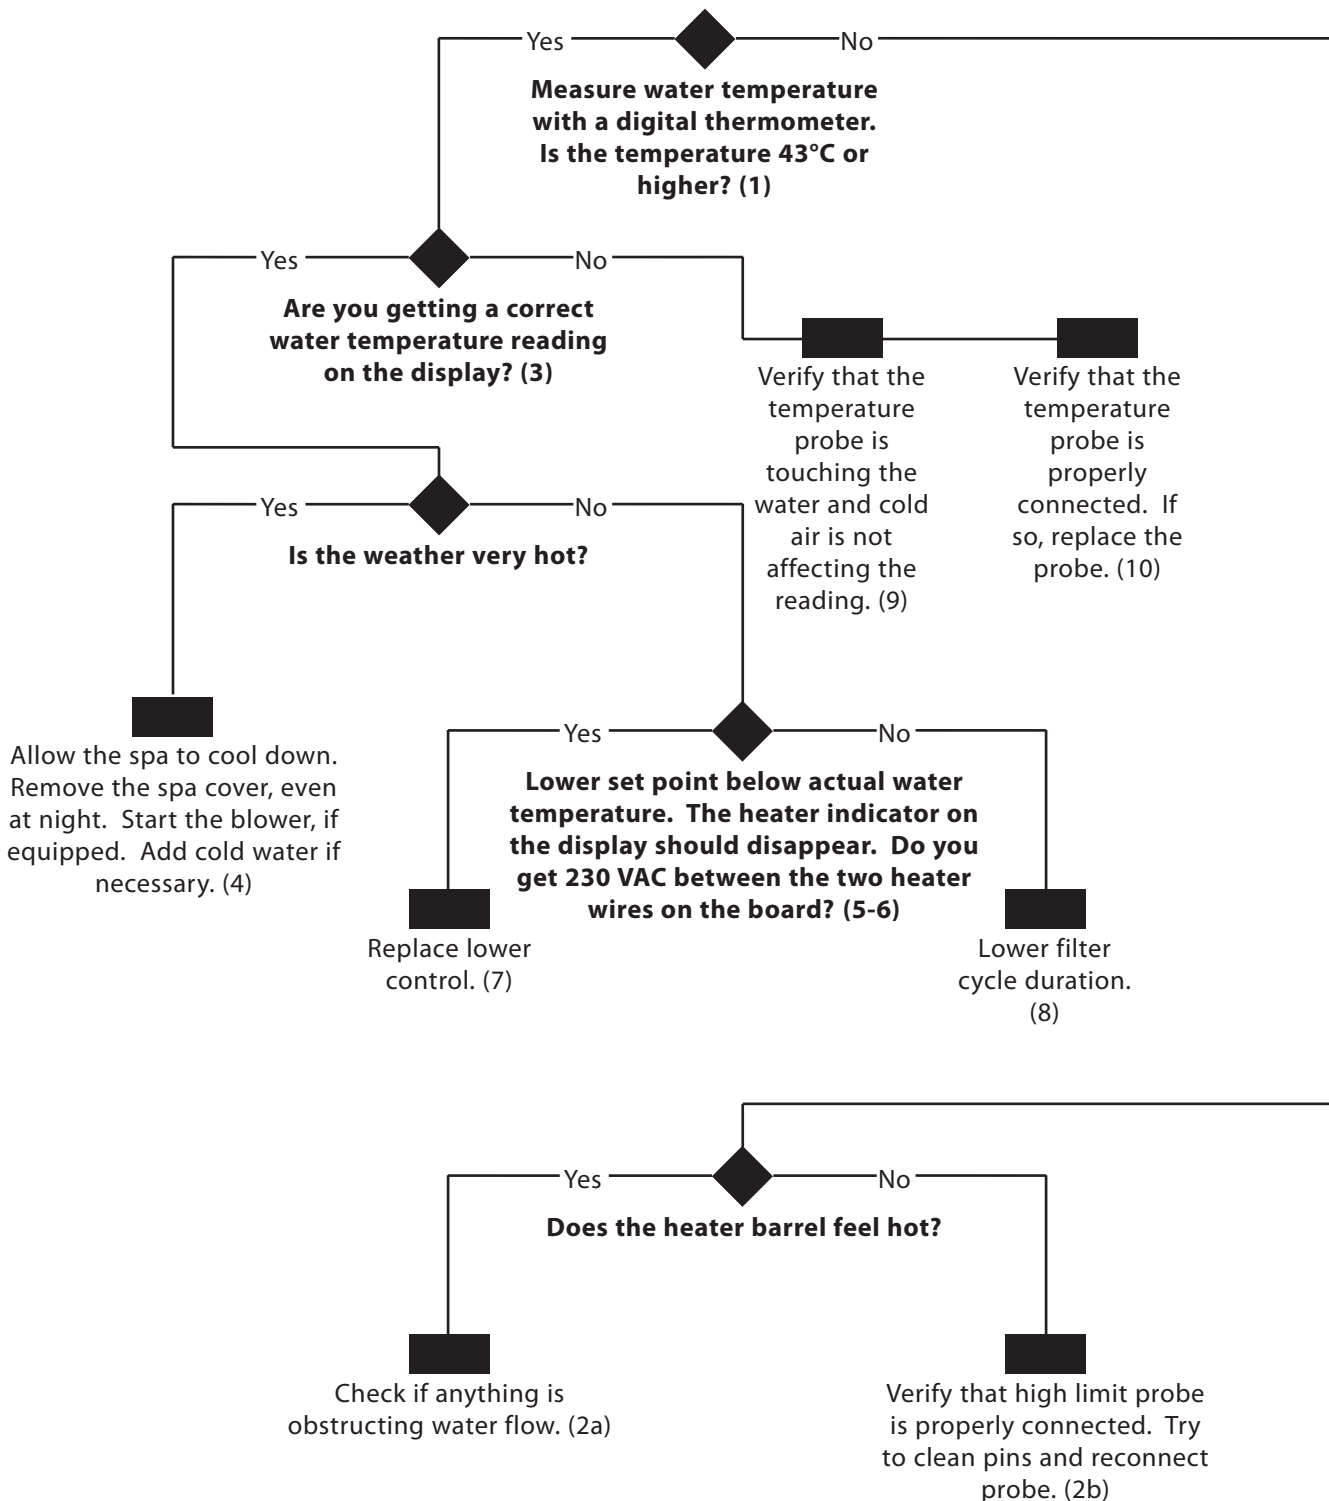 Yes
No
Measure water temperature
with a digital thermometer.
Is the temperature 43°C or
higher? (1)
Yes
No
Are you getting a correct
water temperature reading
on the display? (3)
Verify that the
temperature
probe is
touching the
water and cold
air is not
affecting the
reading. (9)
Verify that the
temperature
probe is
properly
connected. If
so, replace the
probe. (10)
Yes
No
Is the weather very hot?
Allow the spa to cool down.
Remove the spa cover, even
at night. Start the blower, if
equipped. Add cold water if
necessary. (4)
Yes
No
Lower set point below actual water
temperature. The heater indicator on
the display should disappear. Do you
get 230 VAC between the two heater
wires on the board? (5-6)
Replace lower
control. (7)
Lower filter
cycle duration.
(8)
Yes
No
Does the heater barrel feel hot?
Check if anything is
obstructing water flow. (2a)
Verify that high limit probe
is properly connected. Try
to clean pins and reconnect
probe. (2b)